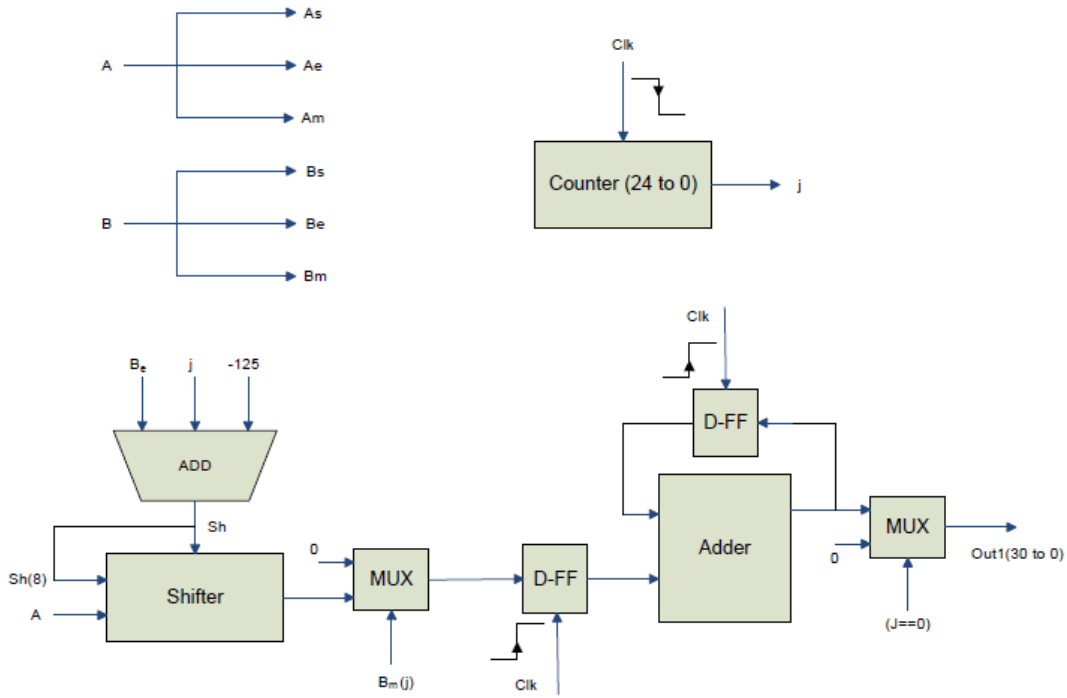 As
A
Ae
Am
Bs
B
Be
Bm
Clk
Counter (24 to 0)
j
Be
j
-125
ADD
Sh
Sh(8)
A
Shifter
0
MUX
Bm(j)
D-FF
Clk
Clk
D-FF
Adder
0
MUX
(J==0)
Out1(30 to 0)